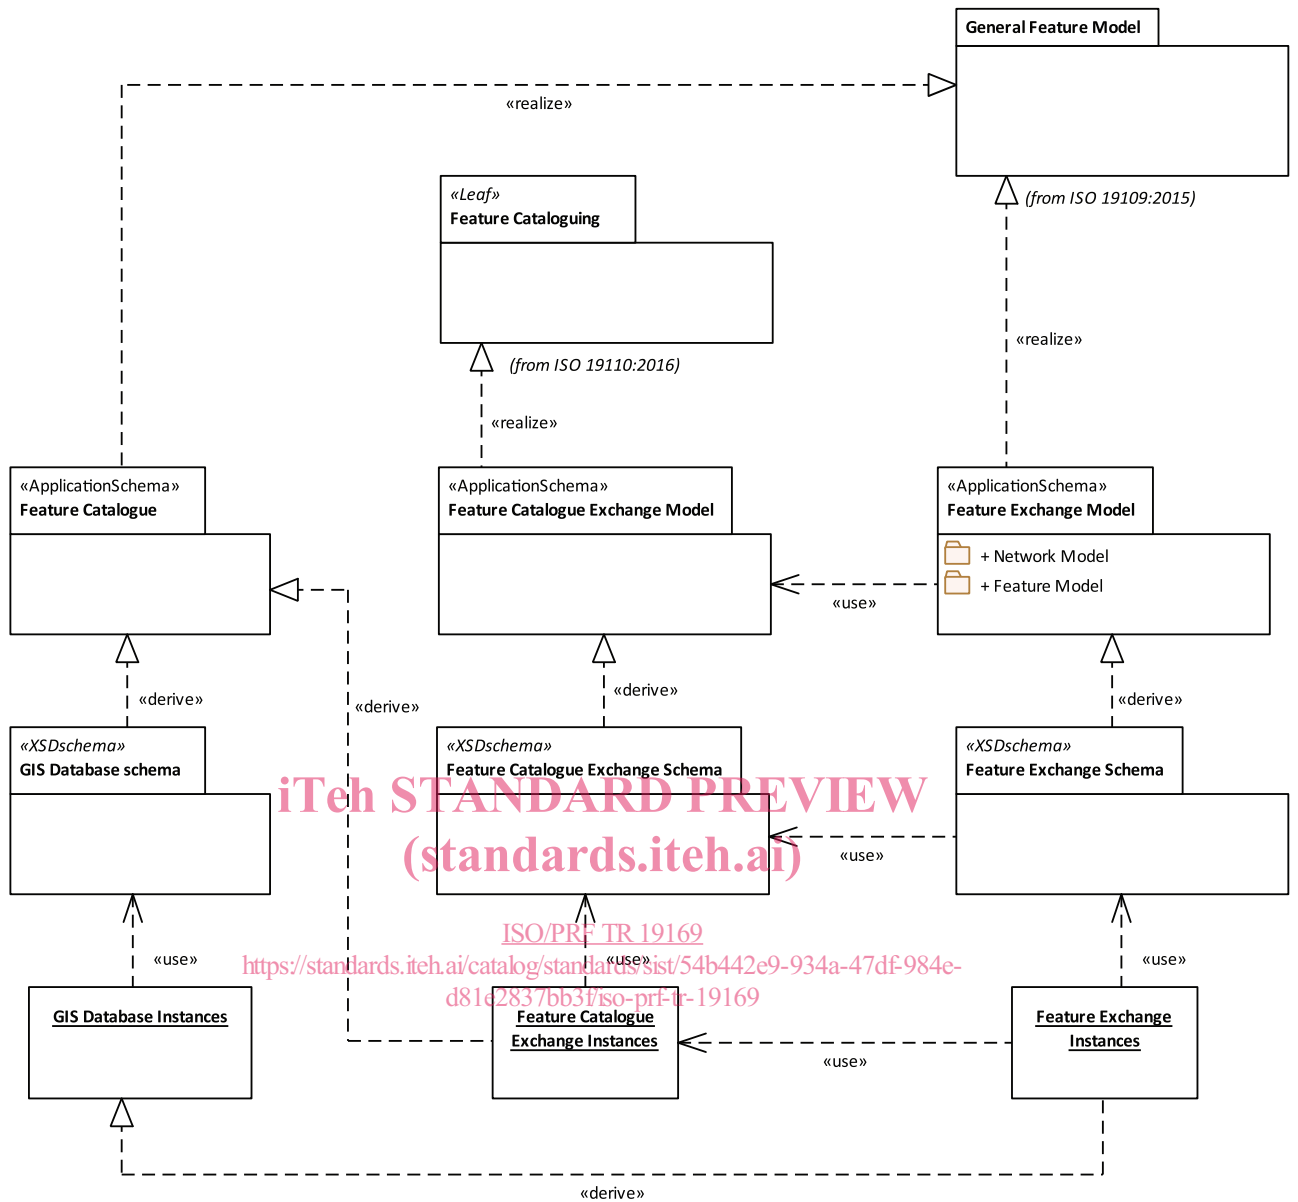 General Feature Model
«realize»
«Leaf»
Feature Cataloguing
(from ISO 19109:2015)
«realize»
(from ISO 19110:2016)
«realize»
«ApplicationSchema»
Feature Catalogue
«ApplicationSchema»
Feature Catalogue Exchange Model
«ApplicationSchema»
Feature Exchange Model
+ Network Model
+ Feature Model
«use»
«derive»
«derive»
«derive»
«derive»
«XSDschema»
GIS Database schema
«XSDschema»
Feature Catalogue Exchange Schema
«XSDschema»
Feature Exchange Schema
iTeh STANDARD PREVIEW
(standards.iteh.ai)
«use»
ISO/PRF TR 19169
«use»
«use»
«use»
https://standards.iteh.ai/catalog/standards/sist/54b442e9-934a-47df-984e-
d81e2837bb3f/iso-prf-tr-19169
GIS Database Instances
Feature Catalogue
Exchange Instances
Feature Exchange
Instances
«use»
«derive»